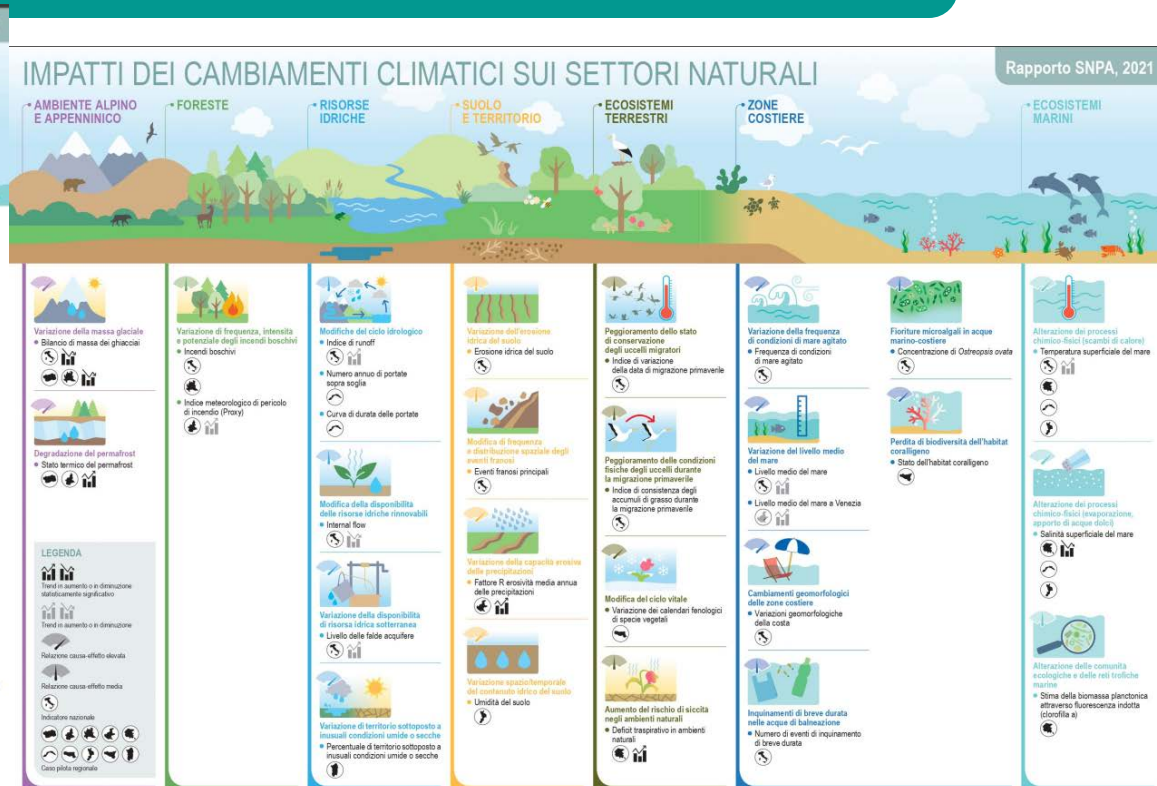 IMPATTI DEI CAMBIAMENTI CLIMATICI SUI SETTORI NATURALI
Rapporto SNPA, 2021
AMBIENTE ALPINO
E APPENNINICO
FORESTE
RISORSE
IDRICHE
SUOLO
E TERRITORIO
ECOSISTEMI
TERRESTRI
ZONE
COSTIERE
ECOSISTEMI
MARINI
Variazione della massa glaciale
• Bilancio di massa dei ghiacciai
Degradazione del permafrost
• Stato termico del permafrost
LEGENDA
Trend in aumento o in diminuzione
statisticamente significativo
Trend in aumento o in diminuzione
Relazione causa-effetto elevata
Relazione causa-effetto media
Indicatore nazionale
Caso pilota regionale
Variazione di frequenza, intensità
e potenziale degli incendi boschivi
• Incendi boschivi
• Indice meteorologico di pericolo
di incendio (Proxy)
Modifiche del ciclo idrologico
• Indice di runoff
• Numero annuo di portate
sopra soglia
• Curva di durata delle portate
Modifica della disponibilità
delle risorse idriche rinnovabili
• Internal flow
Variazione della disponibilità
di risorsa idrica sotterranea
• Livello delle falde acquifere
Variazione di territorio sottoposto a
inusuali condizioni umide o secche
• Percentuale di territorio sottoposto a
inusuali condizioni umide o secche
Variazione dell'erosione
idrica del suolo
• Erosione idrica del suolo
Modifica di frequenza
e distribuzione spaziale degli
eventi franosi
• Eventi franosi principali
Variazione della capacità erosiva
delle precipitazioni
• Fattore R erosività media annua
delle precipitazioni
Variazione spazio/temporale
del contenuto idrico del suolo
• Umidità del suolo
Peggioramento dello stato
di conservazione
degli uccelli migratori
• Indice di variazione
della data di migrazione primaverile
Peggioramento delle condizioni
fisiche degli uccelli durante
la migrazione primaverile
• Indice di consistenza degli
accumuli di grasso durante
la migrazione primaverile
Modifica del ciclo vitale
• Variazione dei calendari fenologici
di specie vegetali
Aumento del rischio di siccità
negli ambienti naturali
• Deficit traspirativo in ambienti
naturali
Variazione della frequenza
di condizioni di mare agitato
• Frequenza di condizioni
di mare agitato
Variazione del livello medio
del mare
• Livello medio del mare
• Livello medio del mare a Venezia
Cambiamenti geomorfologici
delle zone costiere
• Variazioni geomorfologiche
della costa
Inquinamenti di breve durata
nelle acque di balneazione
• Numero di eventi di inquinamento
di breve durata
Fioriture microalgali in acque
marino-costiere
• Concentrazione di Ostreopsis ovata
Perdita di biodiversità dell'habitat
coralligeno
• Stato dell'habitat coralligeno
Alterazione dei processi
chimico-fisici (scambi di calore)
• Temperatura superficiale del mare
Alterazione dei processi
chimico-fisici (evaporazione,
apporto di acque dolci)
• Salinità superficiale del mare
Alterazione delle comunità
ecologiche e delle reti trofiche
marine
• Stima della biomassa planctonica
attraverso fluorescenza indotta
(clorofilla a)